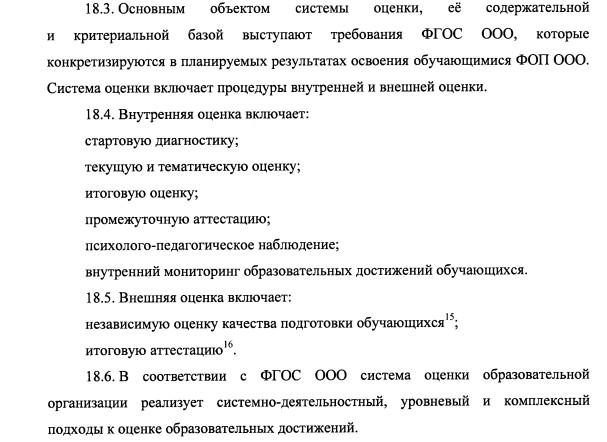 18.3. Основным объектом системы оценки, её содержательной
и критериальной базой выступают требования ФГОС ООО, которые
конкретизируются в планируемых результатах освоения обучающимися ФОП ООО.
Система оценки включает процедуры внутренней и внешней оценки.
18.4. Внутренняя оценка включает:
стартовую диагностику;
текущую и тематическую оценку;
итоговую оценку;
промежуточную аттестацию;
психолого-педагогическое наблюдение;
внутренний мониторинг образовательных достижений обучающихся.
18.5. Внешняя оценка включает:
независимую оценку качества подготовки обучающихся15;
итоговую аттестацию16.
18.6. В соответствии с ФГОС ООО система оценки образовательной
организации реализует системно-деятельностный, уровневый и комплексный
подходы к оценке образовательных достижений.